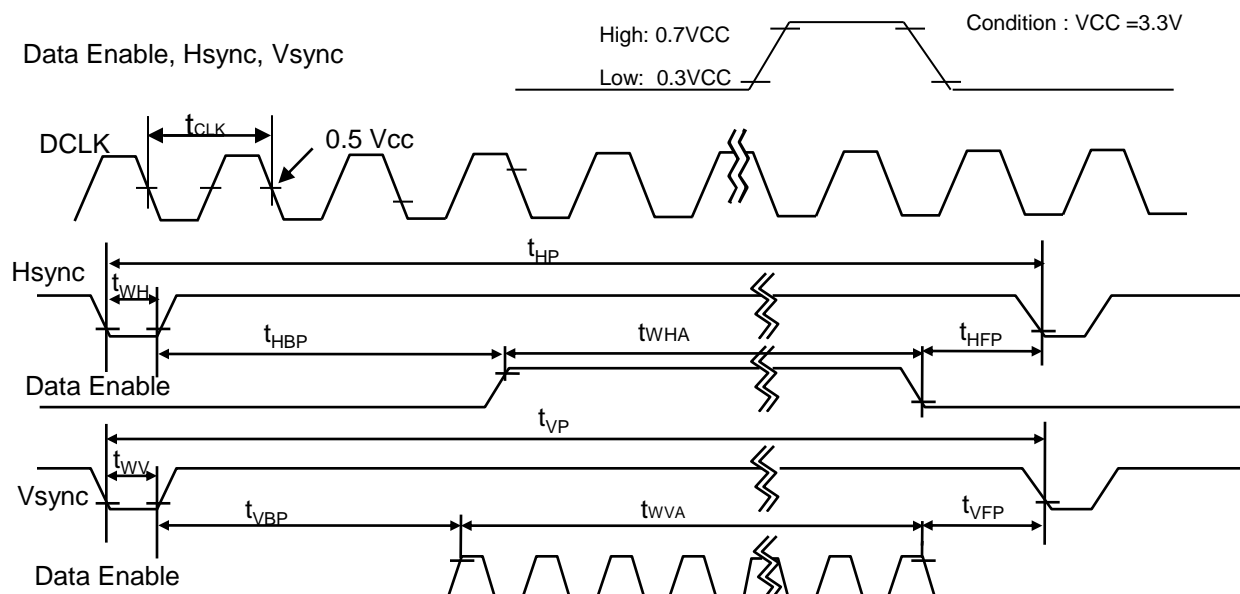 Condition : VCC =3.3V
High: 0.7VCC
Data Enable, Hsync, Vsync
Low: 0.3VCC
tCLK
DCLK
0.5 Vcc
tHP
Hsync
tWH
tHBP
tWHA
tHFP
Data Enable
tVP
tWV
Vsync
tVBP
tWVA
tVFP
Data Enable